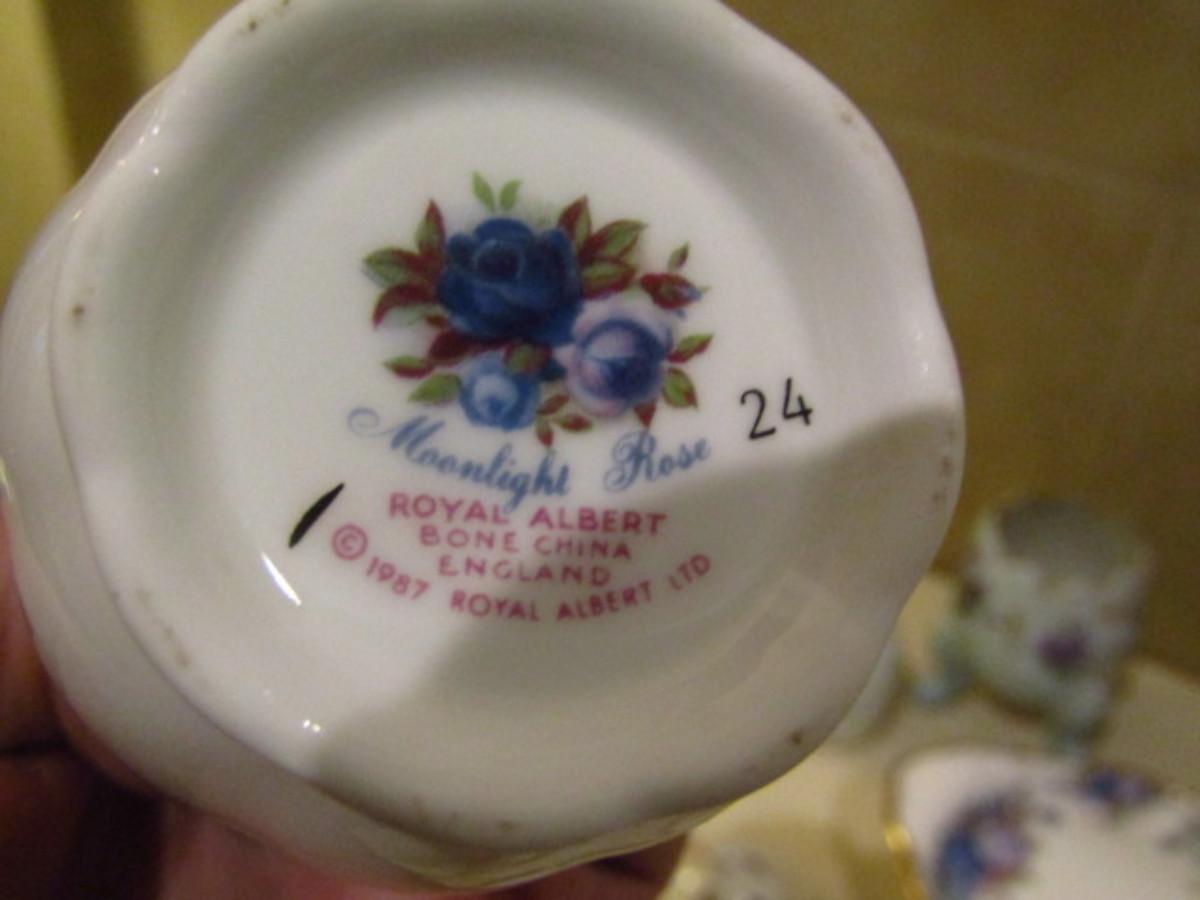 Moonlight Rose
24
ROYAL ALBERT
BONE CHINA
ENGLAND
© 1987 ROYAL ALBERT LTD